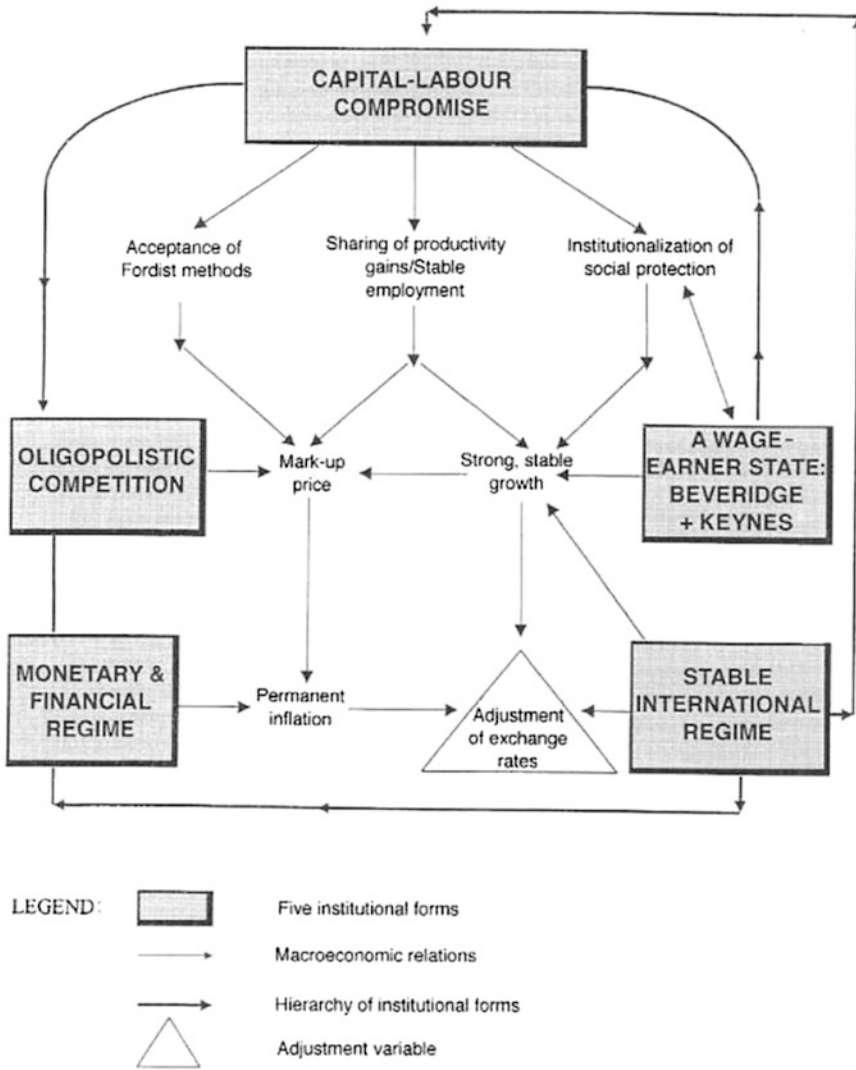 CAPITAL-LABOUR
COMPROMISE
Acceptance of
Fordist methods
Sharing of productivity
gains/Stable
employment
Institutionalization of
social protection
OLIGOPOLISTIC
COMPETITION
Mark-up
price
Strong, stable
growth
A WAGE-
EARNER STATE:
BEVERIDGE
+ KEYNES
MONETARY &
FINANCIAL
REGIME
Permanent
inflation
Adjustment
of exchange
rates
STABLE
INTERNATIONAL
REGIME
LEGEND:
Five institutional forms
Macroeconomic relations
Hierarchy of institutional forms
Adjustment variable